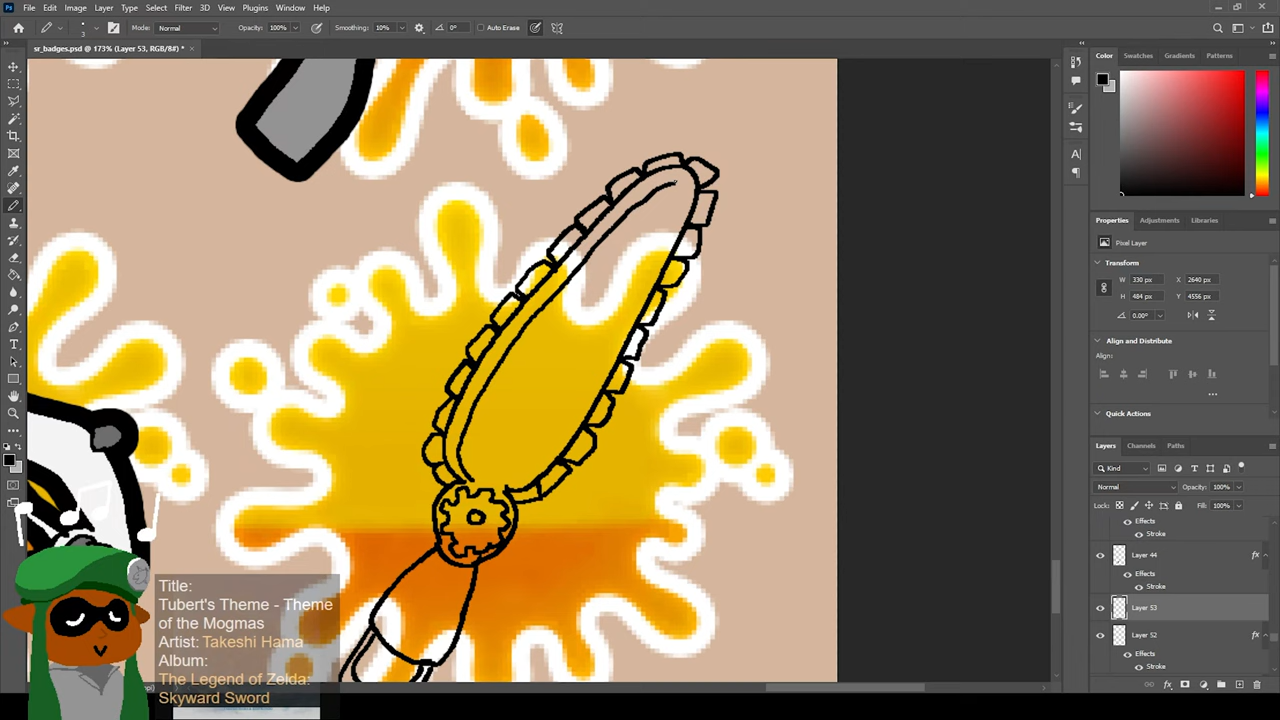 File Edit Image Layer Type Select Filter 3D View Plugins Window Help
3 Mode: Normal Opacity: 100% Smoothing: 10% 0° Auto Erase
sr_badges.psd @ 173% (Layer 53, RGB/8#) *
Color Swatches Gradients Patterns
Properties Adjustments Libraries
Pixel Layer
Transform
W 330 px X 2640 px
H 484 px Y 4556 px
0.00°
Align and Distribute
Align:
Quick Actions
Layers Channels Paths
Kind
Normal Opacity: 100%
Lock: Fill: 100%
Effects
Stroke
Layer 44 fx
Effects
Stroke
Layer 53
Layer 52 fx
Effects
Stroke
Title:
Tubert's Theme - Theme
of the Mogmas
Artist: Takeshi Hama
Album:
The Legend of Zelda:
Skyward Sword